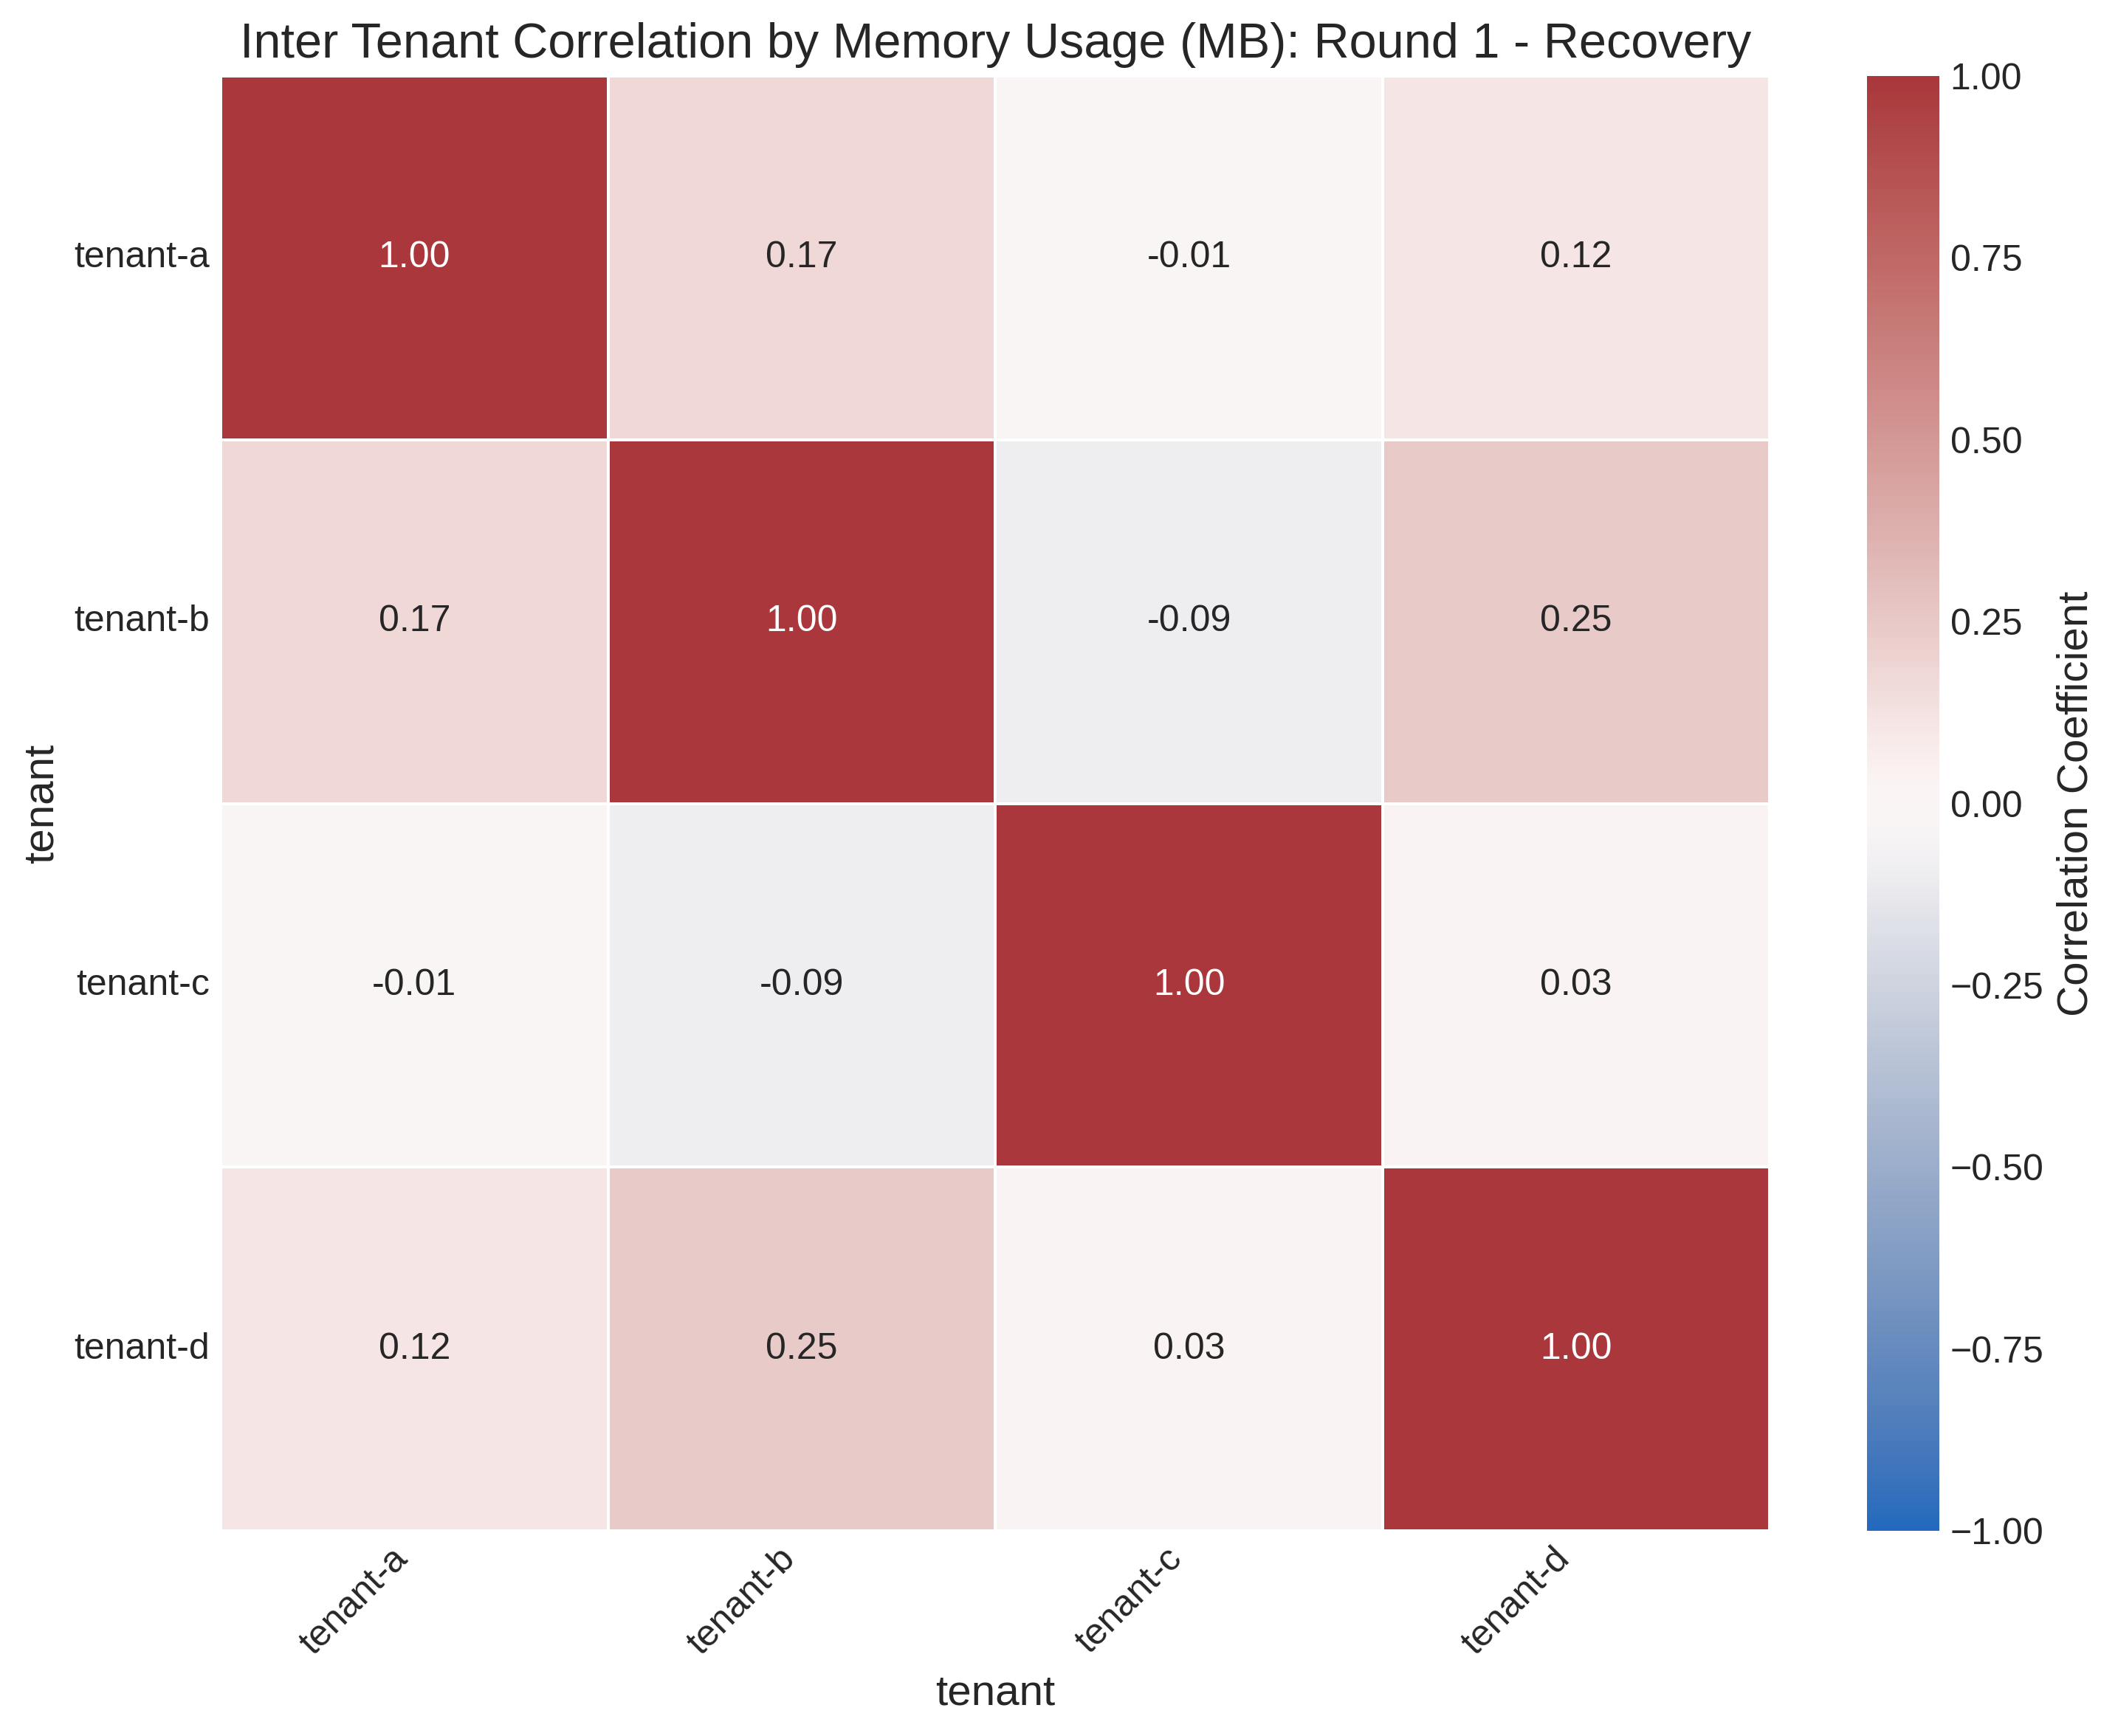 Inter Tenant Correlation by Memory Usage (MB): Round 1 - Recovery
tenant
tenant-a
1.00 0.17 -0.01 0.12
tenant-b
0.17 1.00 -0.09 0.25
tenant-c
-0.01 -0.09 1.00 0.03
tenant-d
0.12 0.25 0.03 1.00
tenant-a
tenant-b
tenant-c
tenant-d
tenant
1.00
0.75
0.50
0.25
0.00
−0.25
−0.50
−0.75
−1.00
Correlation Coefficient